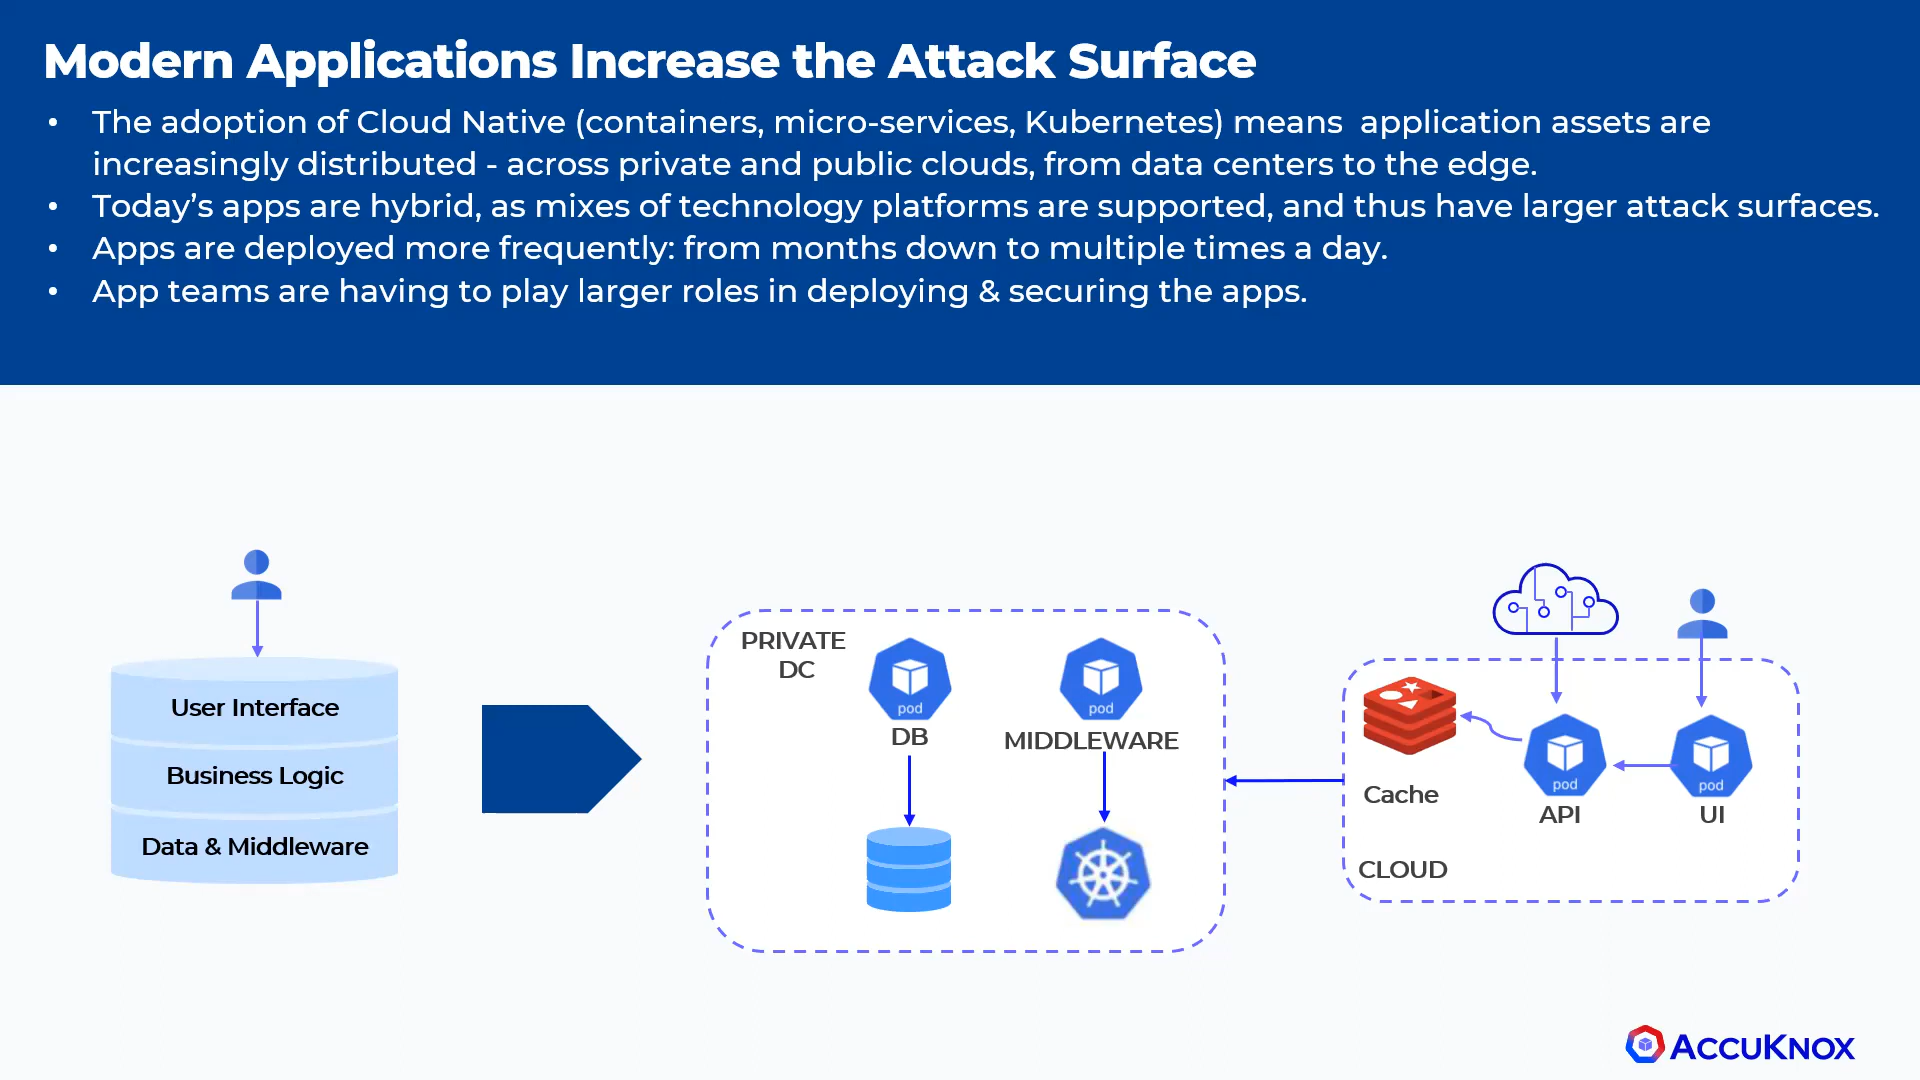 Modern Applications Increase the Attack Surface
• The adoption of Cloud Native (containers, micro-services, Kubernetes) means  application assets are
increasingly distributed - across private and public clouds, from data centers to the edge.
• Today’s apps are hybrid, as mixes of technology platforms are supported, and thus have larger attack surfaces.
• Apps are deployed more frequently: from months down to multiple times a day.
• App teams are having to play larger roles in deploying & securing the apps.
User Interface
Business Logic
Data & Middleware
PRIVATE
DC
pod
DB
pod
MIDDLEWARE
Cache
pod
API
pod
UI
CLOUD
ACCUKNOX